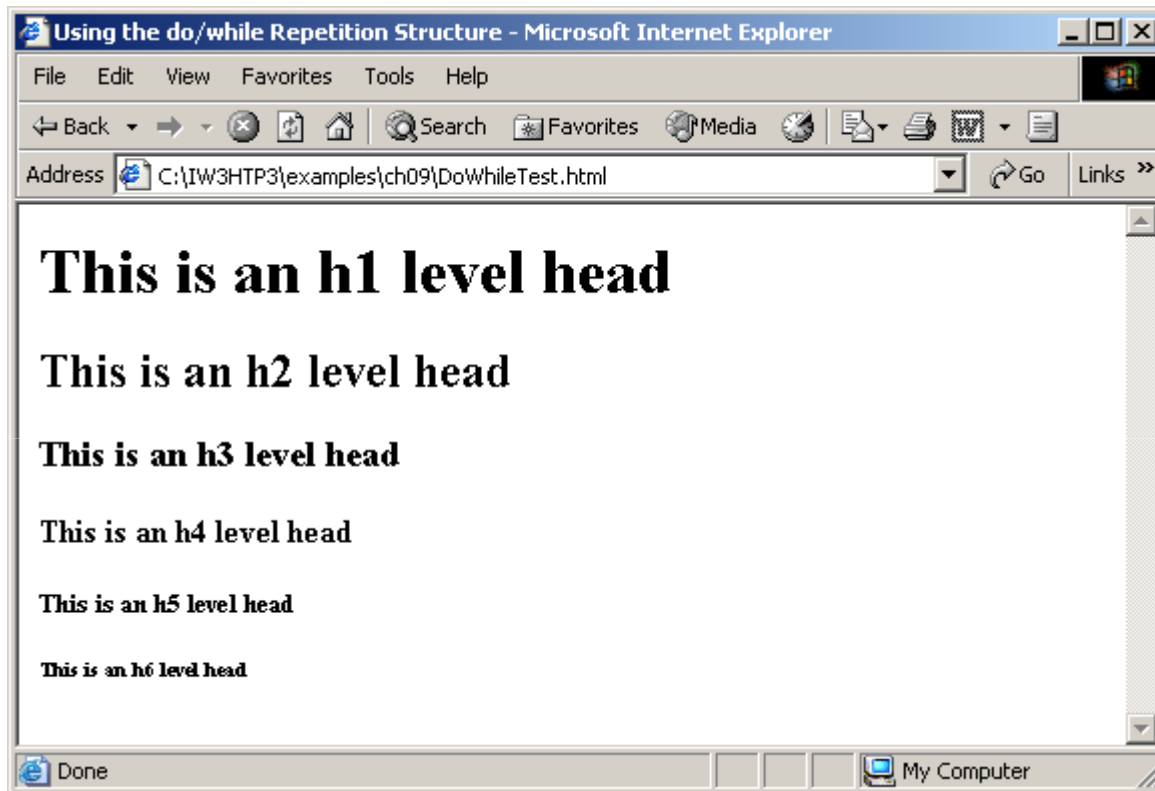 Using the do/while Repetition Structure - Microsoft Internet Explorer
File Edit View Favorites Tools Help
Back Search Favorites Media W
Address C:\IW3HTP3\examples\ch09\DoWhileTest.html Go Links »
This is an h1 level head
This is an h2 level head
This is an h3 level head
This is an h4 level head
This is an h5 level head
This is an h6 level head
Done My Computer